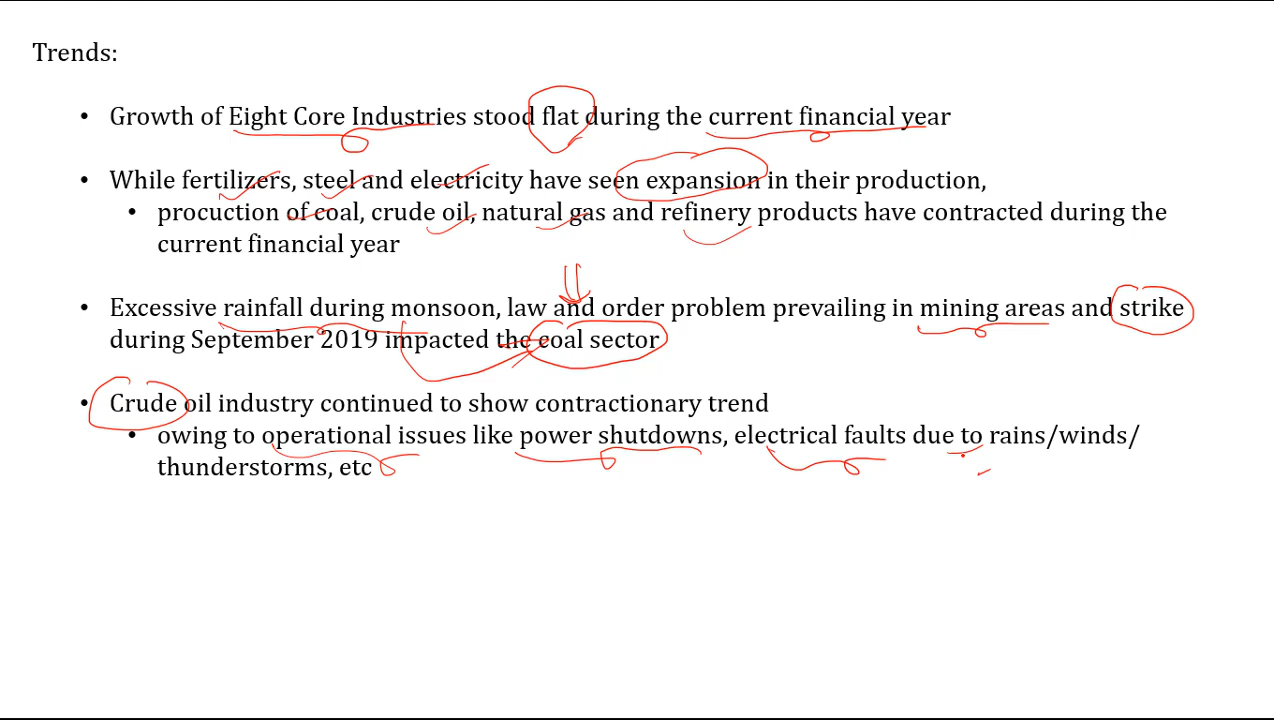 Trends:
• Growth of Eight Core Industries stood flat during the current financial year
• While fertilizers, steel and electricity have seen expansion in their production,
• procuction of coal, crude oil, natural gas and refinery products have contracted during the
current financial year
• Excessive rainfall during monsoon, law and order problem prevailing in mining areas and strike
during September 2019 impacted the coal sector
• Crude oil industry continued to show contractionary trend
• owing to operational issues like power shutdowns, electrical faults due to rains/winds/
thunderstorms, etc